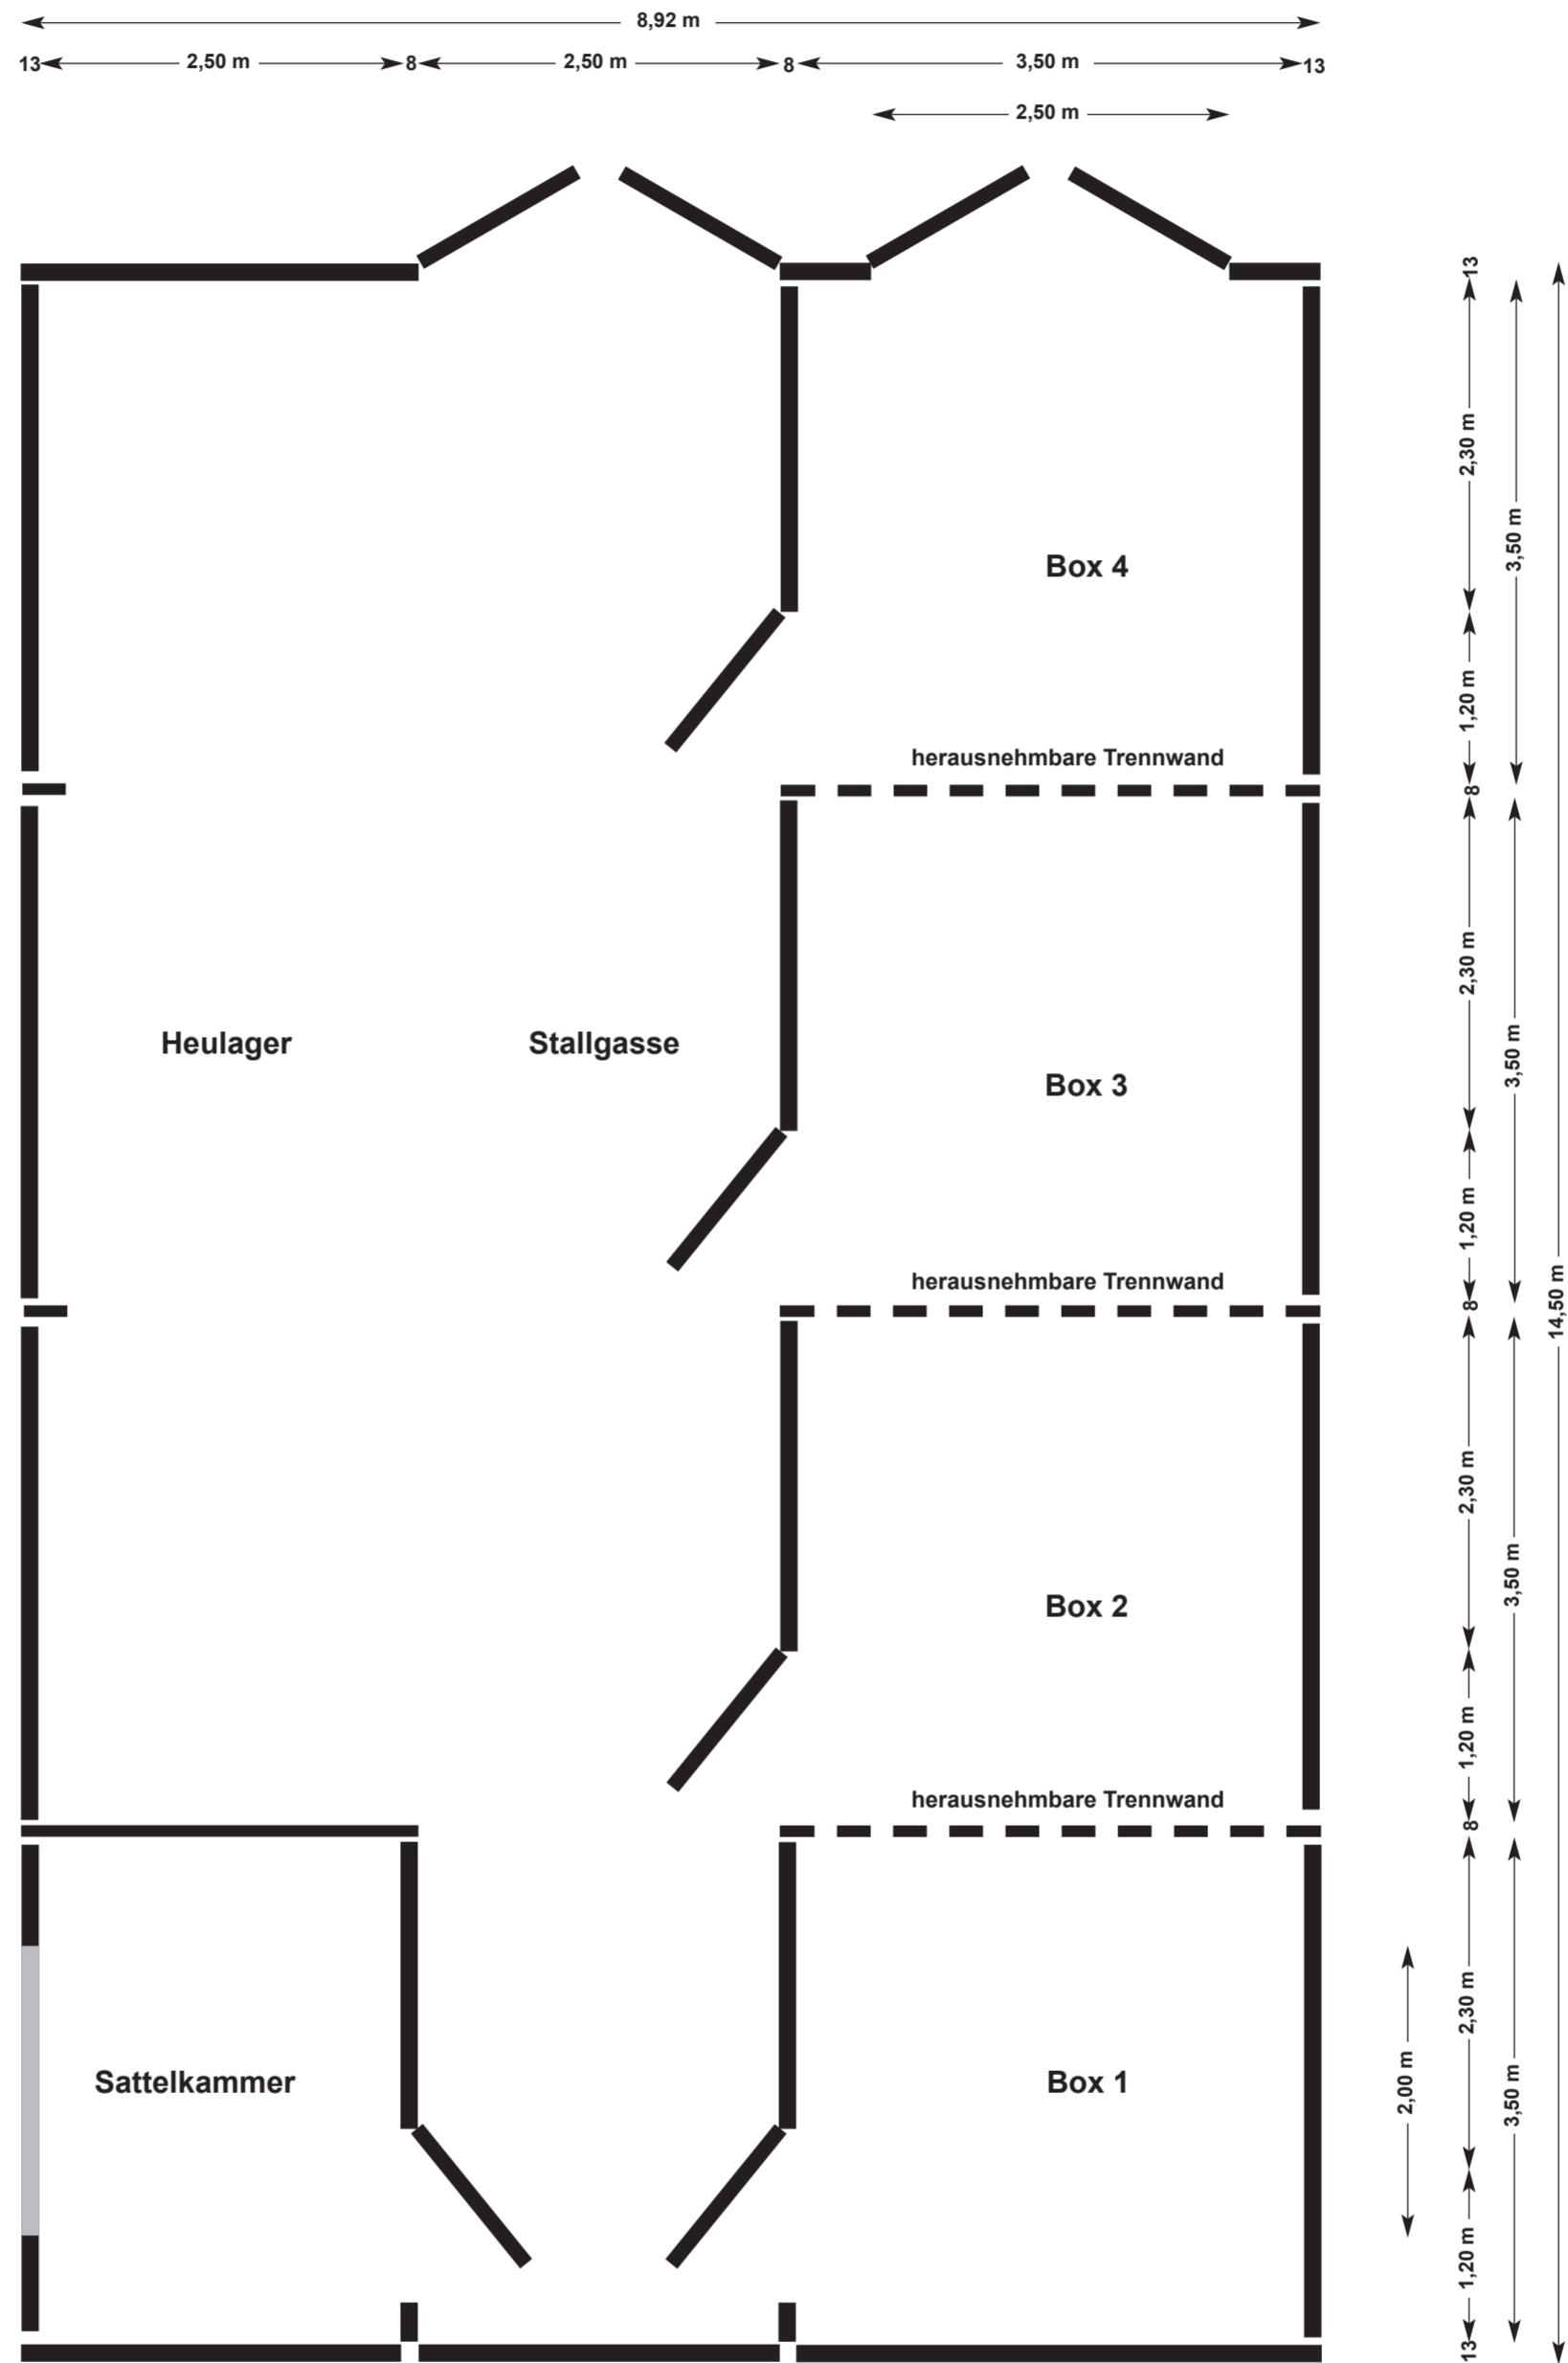 8,92 m
13 2,50 m 8 2,50 m 8 3,50 m 13
2,50 m
13
2,30 m
3,50 m
Box 4
1,20 m
herausnehmbare Trennwand
8
2,30 m
Heulager Stallgasse
3,50 m
Box 3
1,20 m
herausnehmbare Trennwand
8
14,50 m
2,30 m
3,50 m
Box 2
1,20 m
herausnehmbare Trennwand
8
2,30 m
Sattelkammer Box 1
2,00 m
3,50 m
1,20 m
13